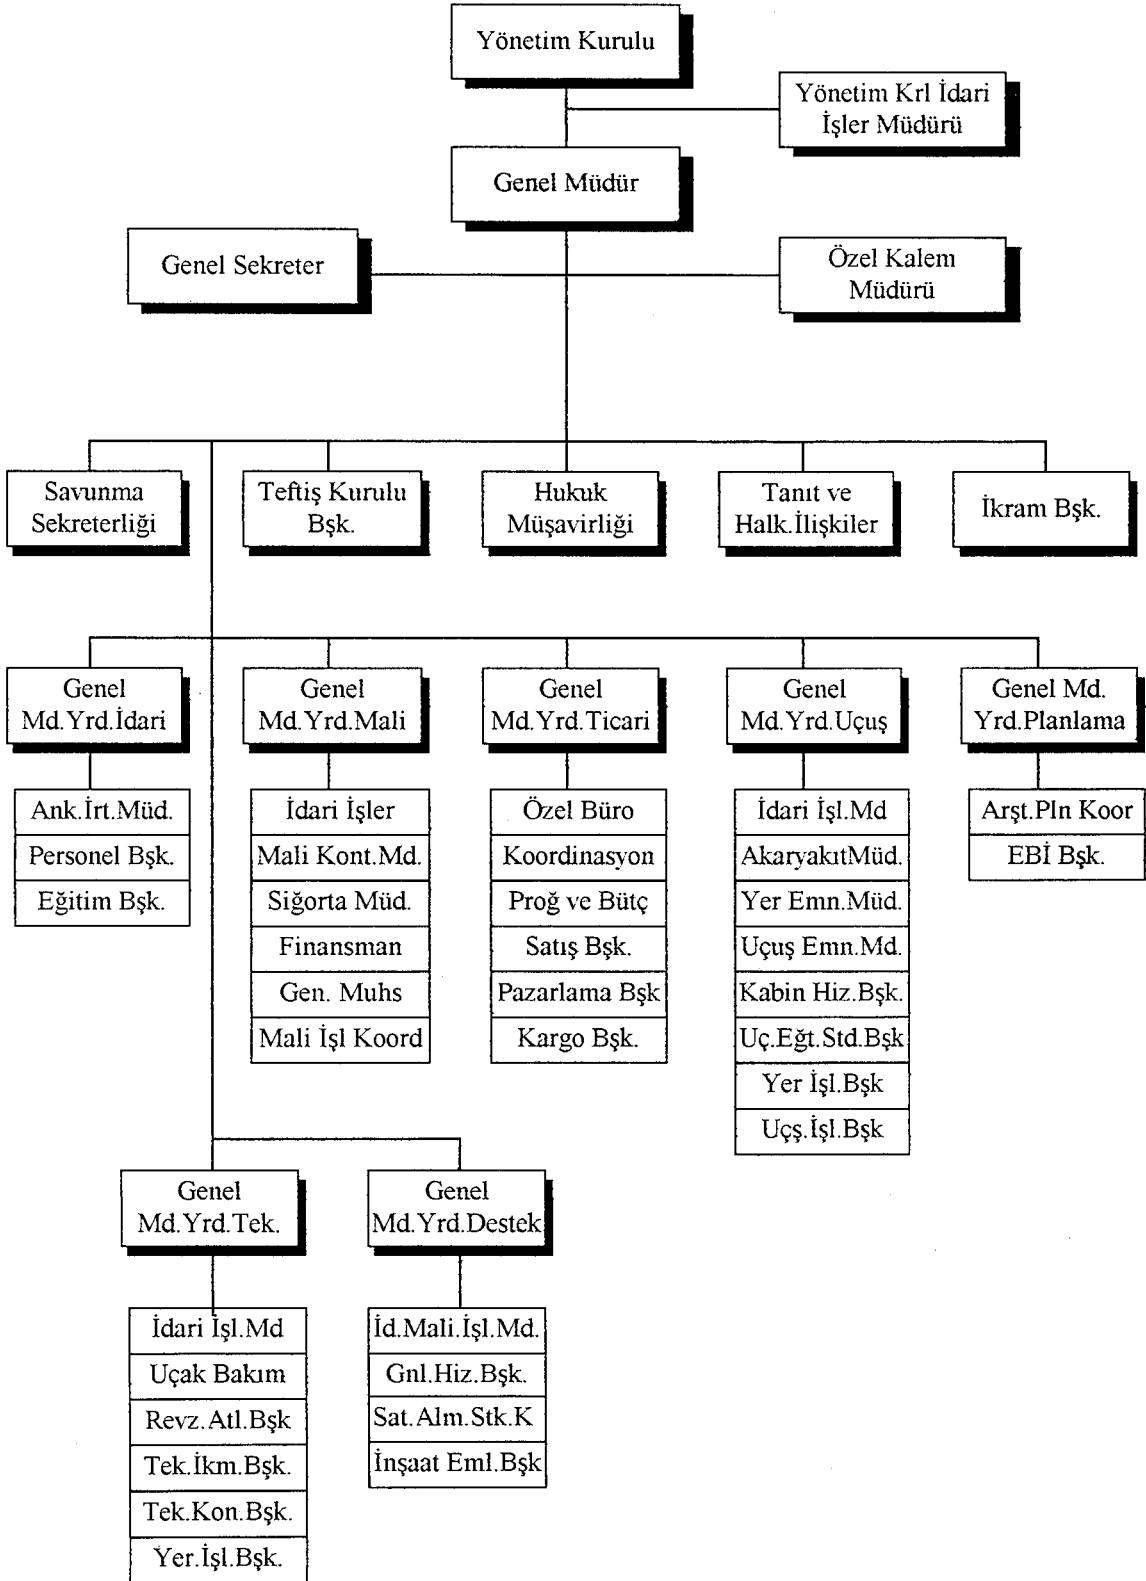 Yönetim Kurulu
Yönetim Krl İdari
İşler Müdürü
Genel Müdür
Genel Sekreter
Özel Kalem
Müdürü
Savunma
Sekreterliği
Teftiş Kurulu
Bşk.
Hukuk
Müşavirliği
Tanıt ve
Halk.İlişkiler
İkram Bşk.
Genel
Md.Yrd.İdari
Genel
Md.Yrd.Mali
Genel
Md.Yrd.Ticari
Genel
Md.Yrd.Uçuş
Genel Md.
Yrd.Planlama
Ank.İrt.Müd.
Personel Bşk.
Eğitim Bşk.
İdari İşler
Mali Kont.Md.
Siğorta Müd.
Finansman
Gen. Muhs
Mali İşl Koord
Özel Büro
Koordinasyon
Proğ ve Bütç
Satış Bşk.
Pazarlama Bşk
Kargo Bşk.
İdari İşl.Md
AkaryakıtMüd.
Yer Emn.Müd.
Uçuş Emn.Md.
Kabin Hiz.Bşk.
Uç.Eğt.Std.Bşk
Yer İşl.Bşk
Uçş.İşl.Bşk
Arşt.Pln Koor
EBİ Bşk.
Genel
Md.Yrd.Tek.
Genel
Md.Yrd.Destek
İdari İşl.Md
Uçak Bakım
Revz.Atl.Bşk
Tek.İkm.Bşk.
Tek.Kon.Bşk.
Yer.İşl.Bşk.
İd.Mali.İşl.Md.
Gnl.Hiz.Bşk.
Sat.Alm.Stk.K
İnşaat Eml.Bşk